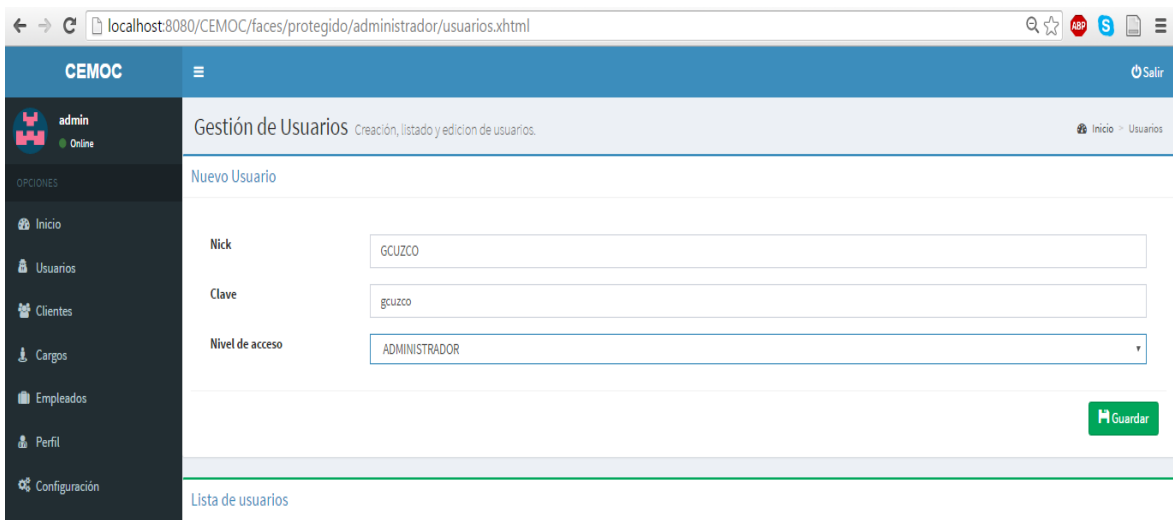 localhost:8080/CEMOC/faces/protegido/administrador/usuarios.xhtml
ABP
S
CEMOC
Salir
admin
Online
Gestión de Usuarios Creación, listado y edicion de usuarios.
Inicio > Usuarios
OPCIONES
Nuevo Usuario
Inicio
Usuarios
Clientes
Cargos
Empleados
Perfil
Configuración
Nick
GCUZCO
Clave
gcuzco
Nivel de acceso
ADMINISTRADOR
Guardar
Lista de usuarios